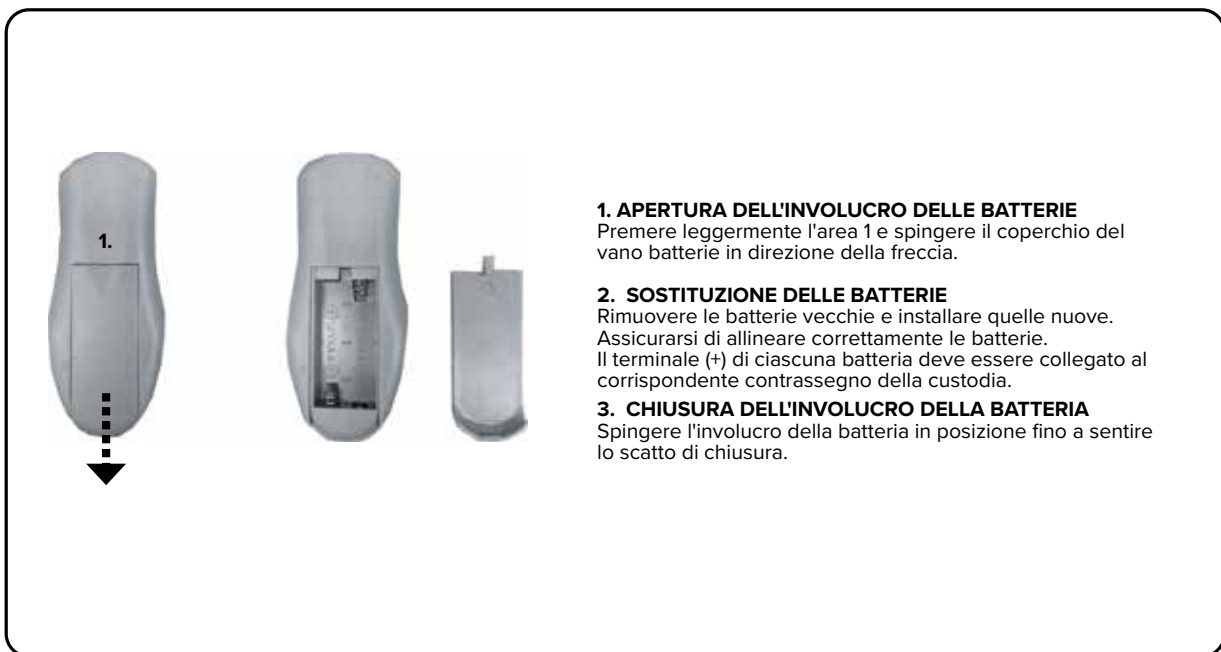 1.
1. APERTURA DELL'INVOLUCRO DELLE BATTERIE
Premere leggermente l'area 1 e spingere il coperchio del
vano batterie in direzione della freccia.
2. SOSTITUZIONE DELLE BATTERIE
Rimuovere le batterie vecchie e installare quelle nuove.
Assicurarsi di allineare correttamente le batterie.
Il terminale (+) di ciascuna batteria deve essere collegato al
corrispondente contrassegno della custodia.
3. CHIUSURA DELL'INVOLUCRO DELLA BATTERIA
Spingere l'involucro della batteria in posizione fino a sentire
lo scatto di chiusura.